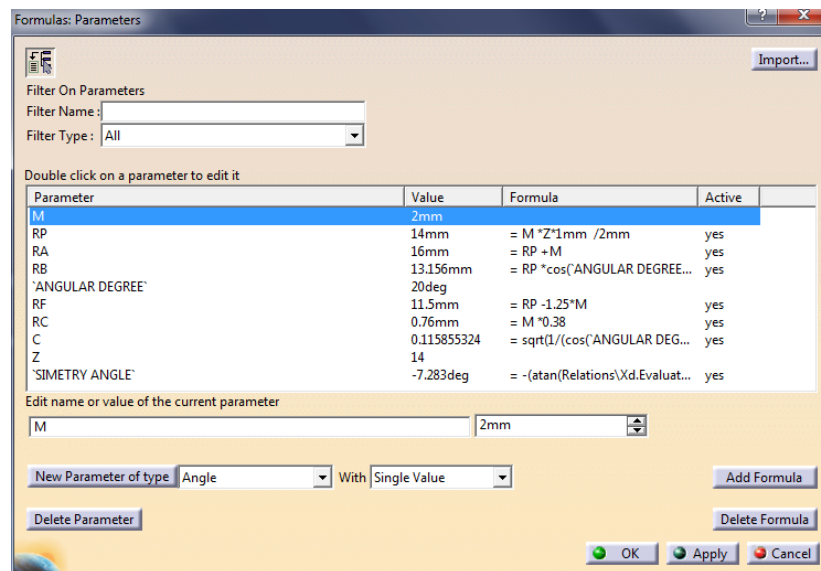 Formulas: Parameters
Import...
Filter On Parameters
Filter Name :
Filter Type : All
Double click on a parameter to edit it
Parameter Value Formula Active
M 2mm
RP 14mm = M *Z*1mm /2mm yes
RA 16mm = RP +M yes
RB 13.156mm = RP *cos(`ANGULAR DEGREE... yes
`ANGULAR DEGREE` 20deg
RF 11.5mm = RP -1.25*M yes
RC 0.76mm = M *0.38 yes
C 0.115855324 = sqrt(1/(cos(`ANGULAR DEG... yes
Z 14
`SIMETRY ANGLE` -7.283deg = -(atan(Relations\Xd.Evaluat... yes
Edit name or value of the current parameter
M 2mm
New Parameter of type Angle With Single Value Add Formula
Delete Parameter Delete Formula
OK Apply Cancel